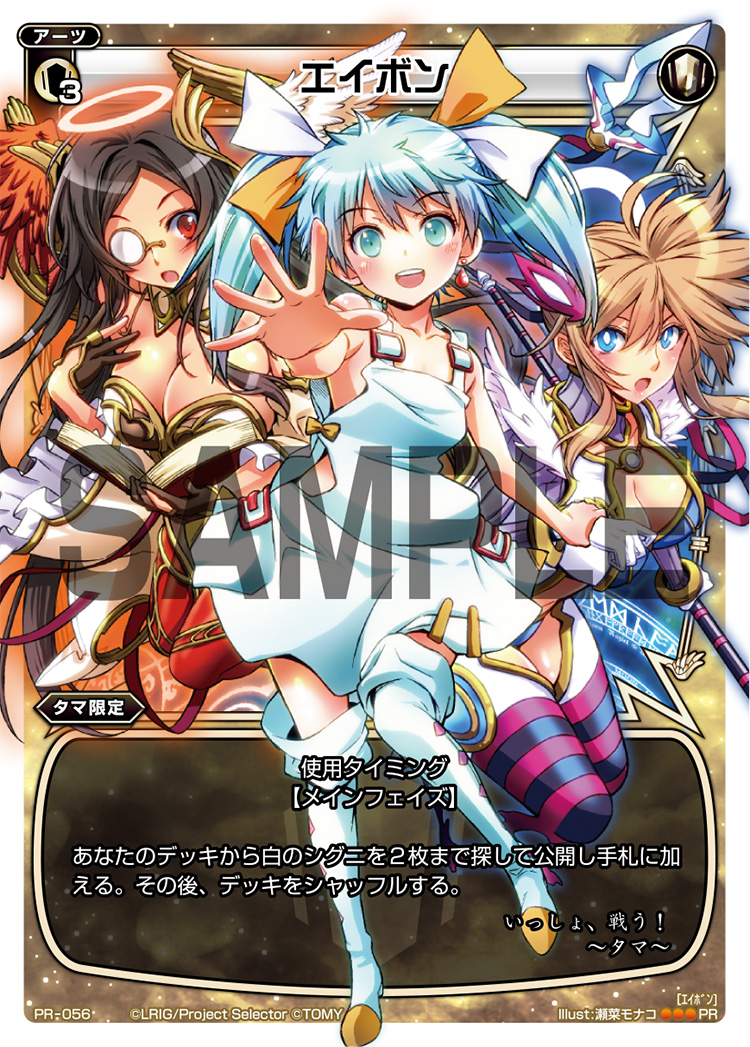 アーツ
3
エイボン
SAMPLE
タマ限定
使用タイミング
【メインフェイズ】
あなたのデッキから白のシグニを２枚まで探して公開し手札に加
える。その後、デッキをシャッフルする。
いっしょ、戦う！
～タマ～
[ｴｲﾎﾞﾝ]
PR-056 ©LRIG/Project Selector ©TOMY Illust:瀬菜モナコ PR